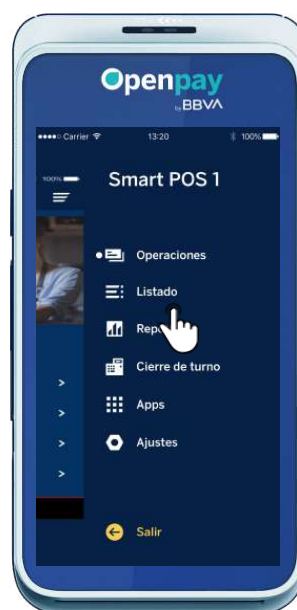 Openpay
by BBVA
Carrier 13:20 100%
100%
Smart POS 1
Operaciones
Listado
Repo
Cierre de turno
Apps
Ajustes
Salir